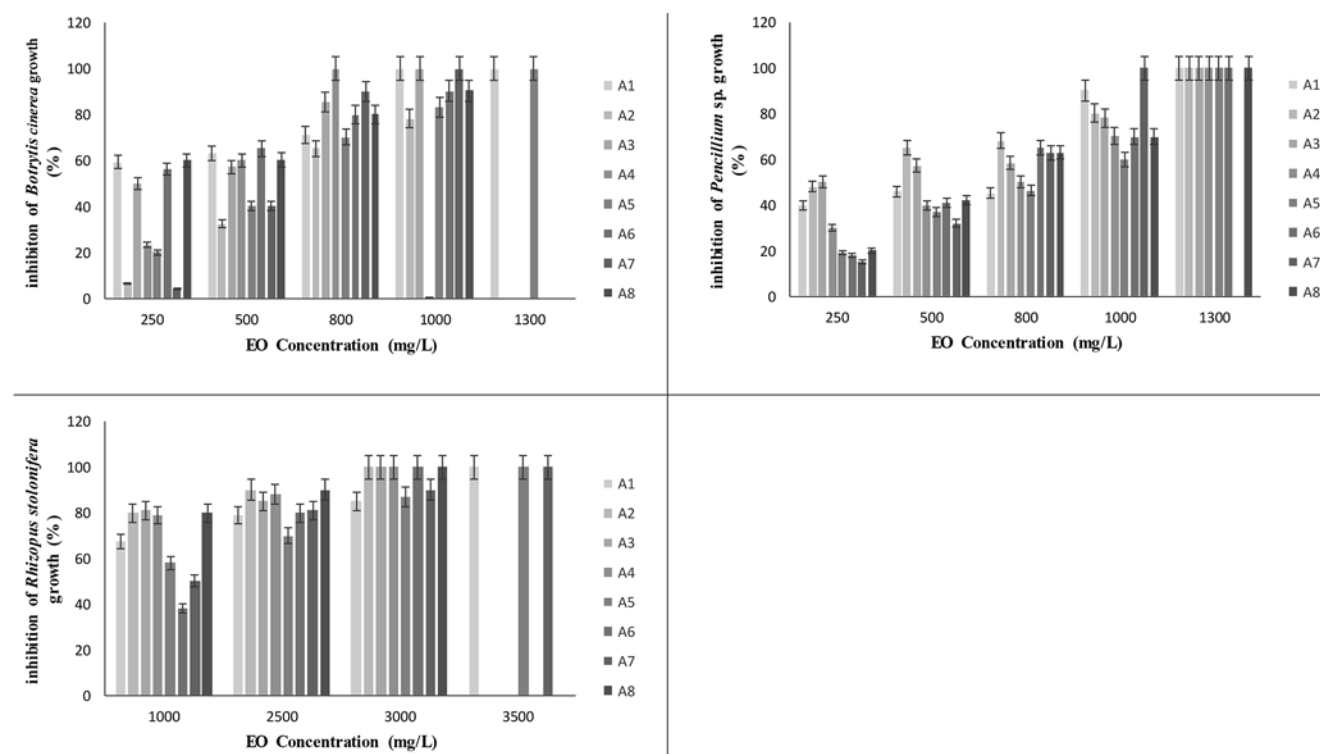 inhibiton of Botrytis cinerea growth
(%)
120
100
80
60
40
20
0
250 500 800 1000 1300
EO Concentration (mg/L)
A1
A2
A3
A4
A5
A6
A7
A8
inhibition of Pencillium sp. growth
(%)
120
100
80
60
40
20
0
250 500 800 1000 1300
EO Concentration (mg/L)
A1
A2
A3
A4
A5
A6
A7
A8
inhibition of Rhizopus stolonifera
growth (%)
120
100
80
60
40
20
0
1000 2500 3000 3500
EO Concentration (mg/L)
A1
A2
A3
A4
A5
A6
A7
A8